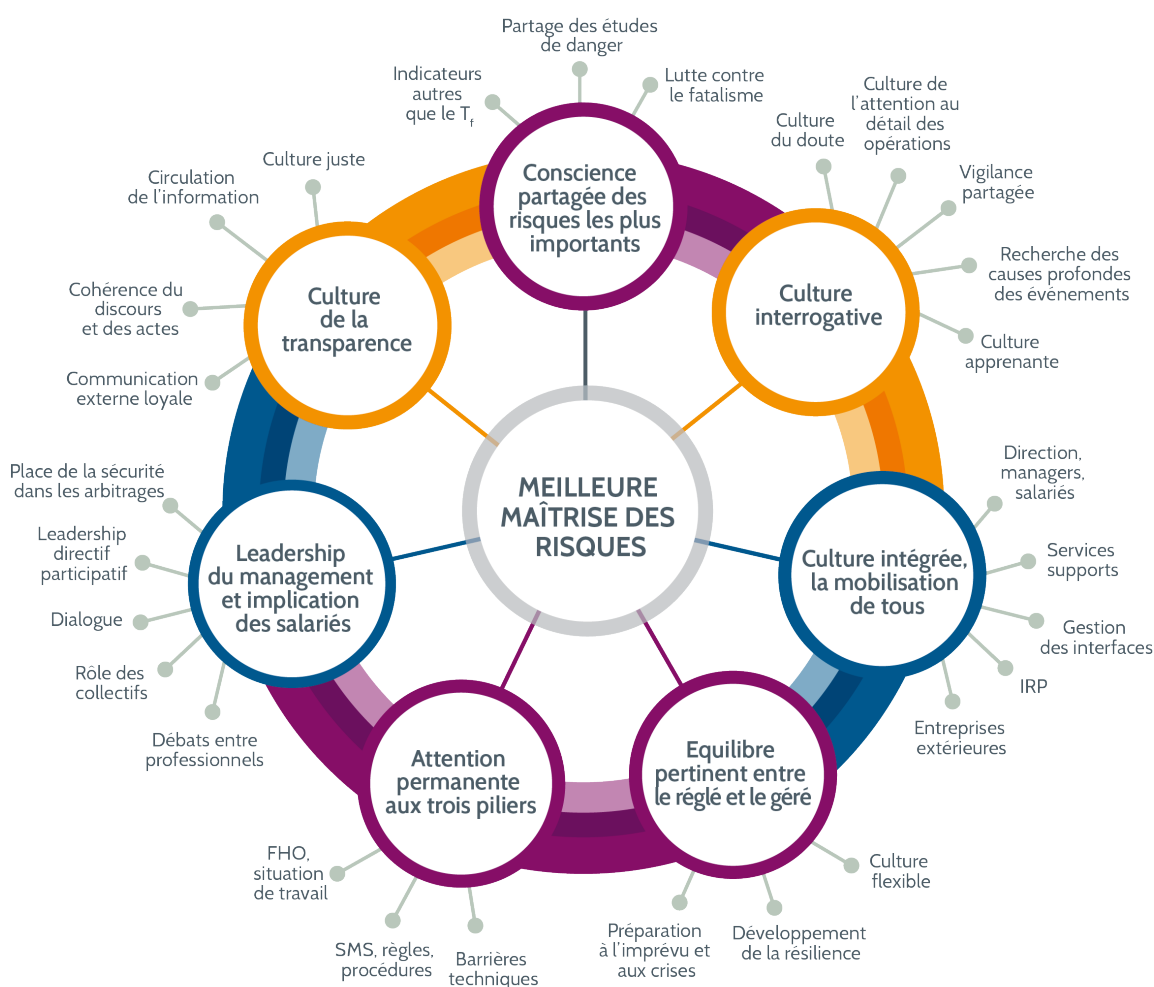 Partage des études
de danger
Indicateurs
autres
que le Tf
Lutte contre
le fatalisme
Conscience
partagée des
risques les plus
importants
Culture
du doute
Culture de
l'attention au
détail des
opérations
Vigilance
partagée
Recherche des
causes profondes
des événements
Culture
apprenante
Culture
interrogative
Culture juste
Circulation
de l'information
Cohérence du
discours
et des actes
Communication
externe loyale
Culture
de la
transparence
MEILLEURE
MAÎTRISE DES
RISQUES
Direction,
managers,
salariés
Services
supports
Gestion
des interfaces
IRP
Entreprises
extérieures
Culture intégrée,
la mobilisation
de tous
Place de la sécurité
dans les arbitrages
Leadership
directif
participatif
Dialogue
Rôle des
collectifs
Débats entre
professionnels
Leadership
du management
et implication
des salariés
Attention
permanente
aux trois piliers
FHO,
situation
de travail
SMS, règles,
procédures
Barrières
techniques
Equilibre
pertinent entre
le réglé et le géré
Culture
flexible
Développement
de la résilience
Préparation
à l'imprévu et
aux crises